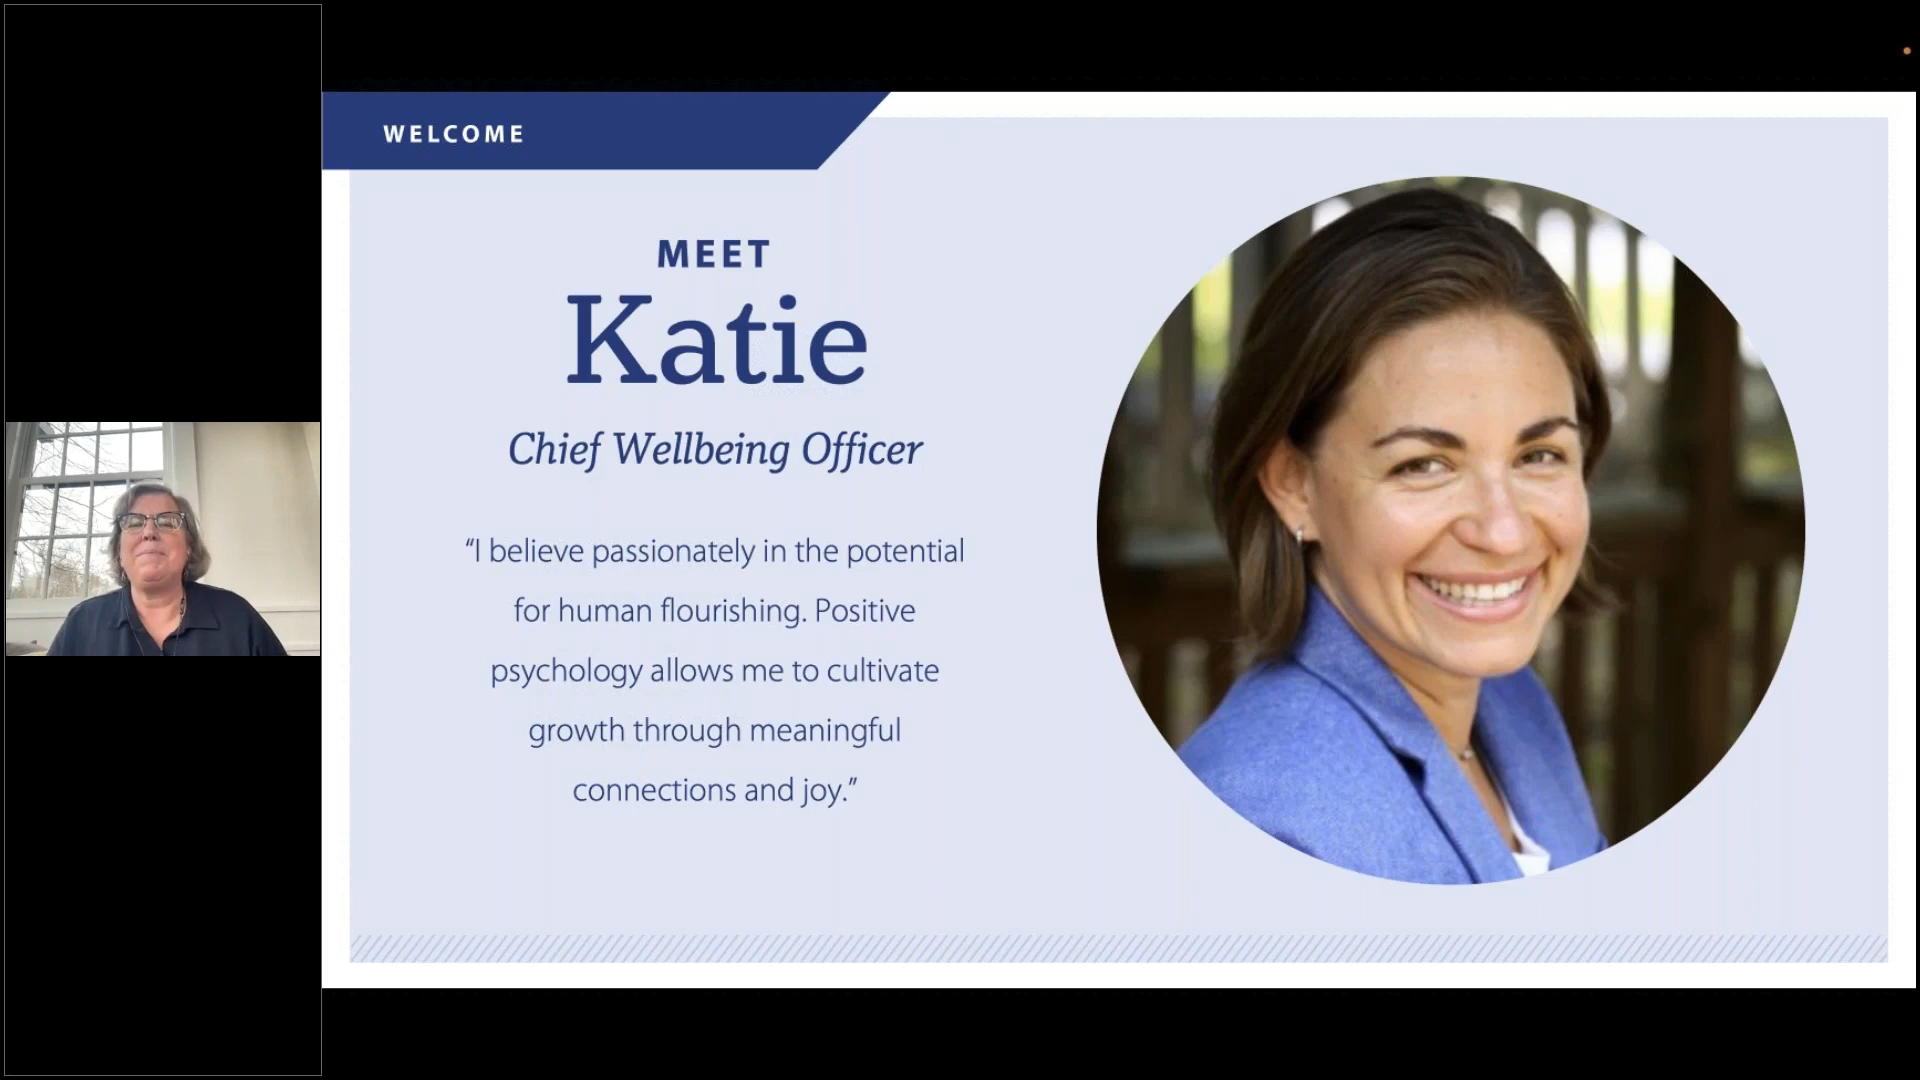 WELCOME
MEET
Katie
Chief Wellbeing Officer
“I believe passionately in the potential
for human flourishing. Positive
psychology allows me to cultivate
growth through meaningful
connections and joy.”